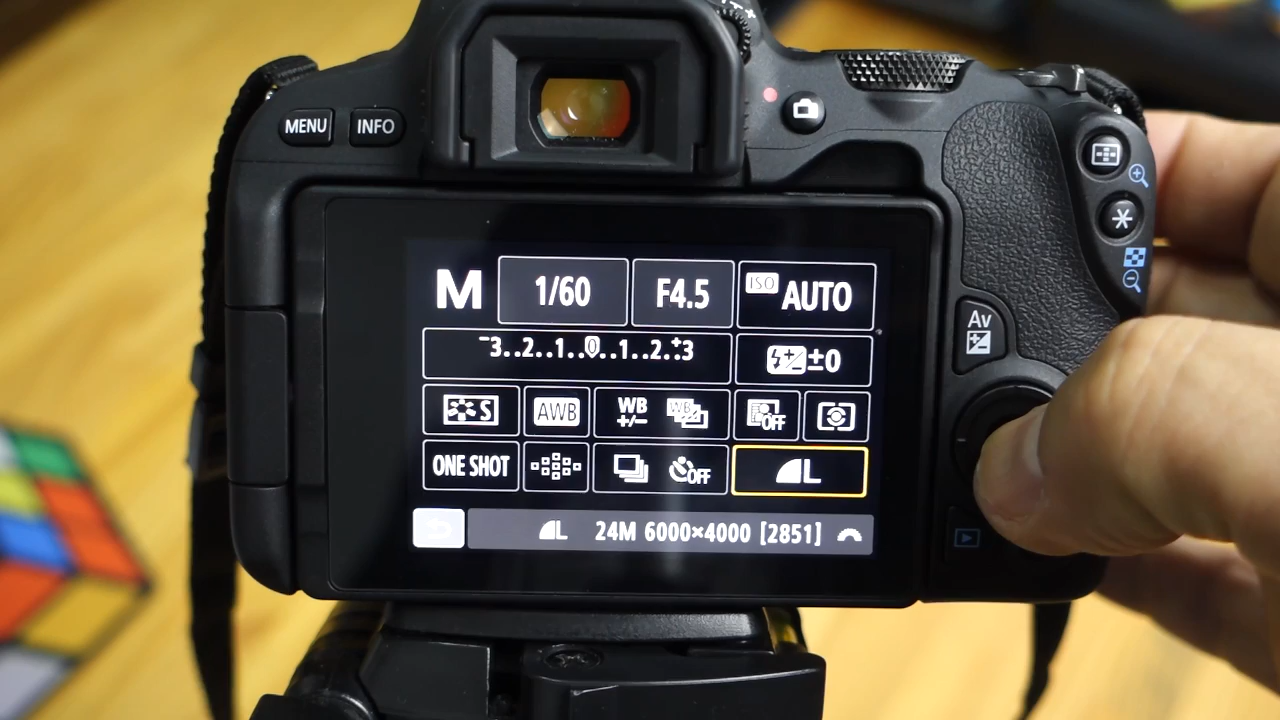 MENU INFO
M 1/60 F4.5 ISO AUTO
-3..2..1..0..1..2.+3 ±0
S AWB WB +/- WB OFF
ONE SHOT OFF L
L 24M 6000×4000 [2851]
Av